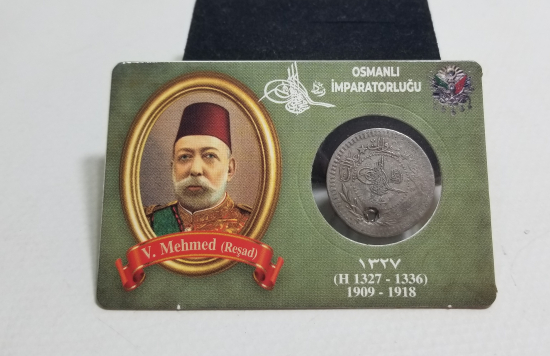 OSMANLI
İMPARATORLUĞU
V. Mehmed (Reşad)
١٣٢٧
(H 1327 - 1336)
1909 - 1918